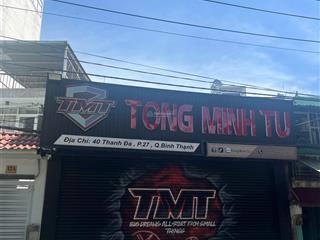 TMT
TONG MINH TU
Địa Chỉ: 40 Thanh Đa , P.27 , Q.Bình Thạnh
TMT
BIG DREAMS ALL START FROM SMALL
THINGS